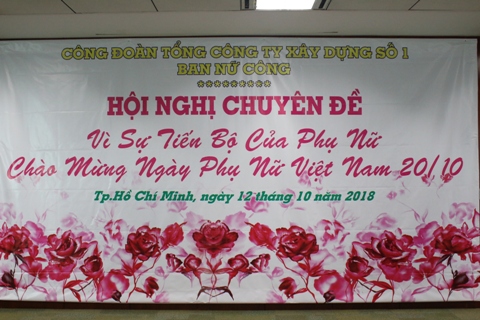 CÔNG ĐOÀN TỔNG CÔNG TY XÂY DỰNG SỐ 1
BAN NỮ CÔNG
*********
HỘI NGHỊ CHUYÊN ĐỀ
Vì Sự Tiến Bộ Của Phụ Nữ
Chào Mừng Ngày Phụ Nữ Việt Nam 20/10
Tp.Hồ Chí Minh, ngày 12 tháng 10 năm 2018